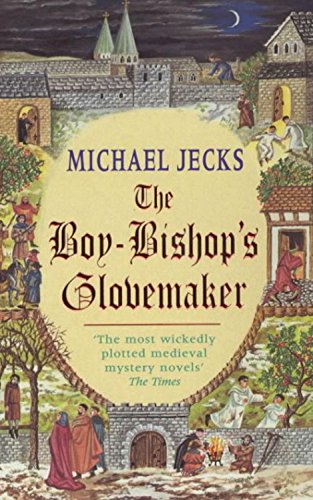 MICHAEL JECKS
The
Boy-Bishop's
Glovemaker
'The most wickedly
plotted medieval
mystery novels'
The Times